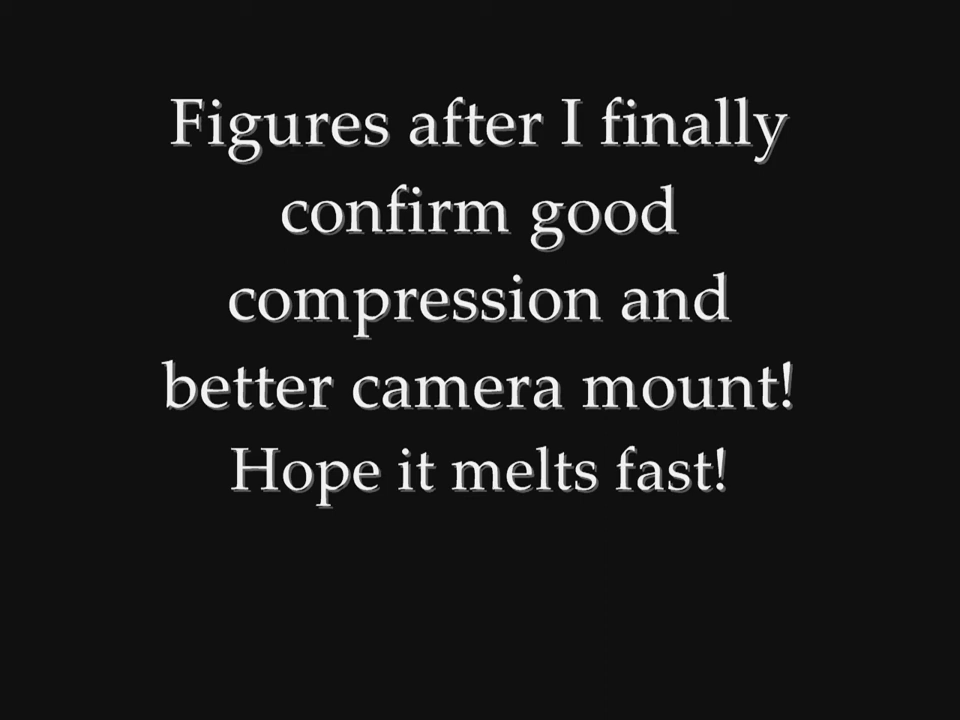 Figures after I finally
confirm good
compression and
better camera mount!
Hope it melts fast!